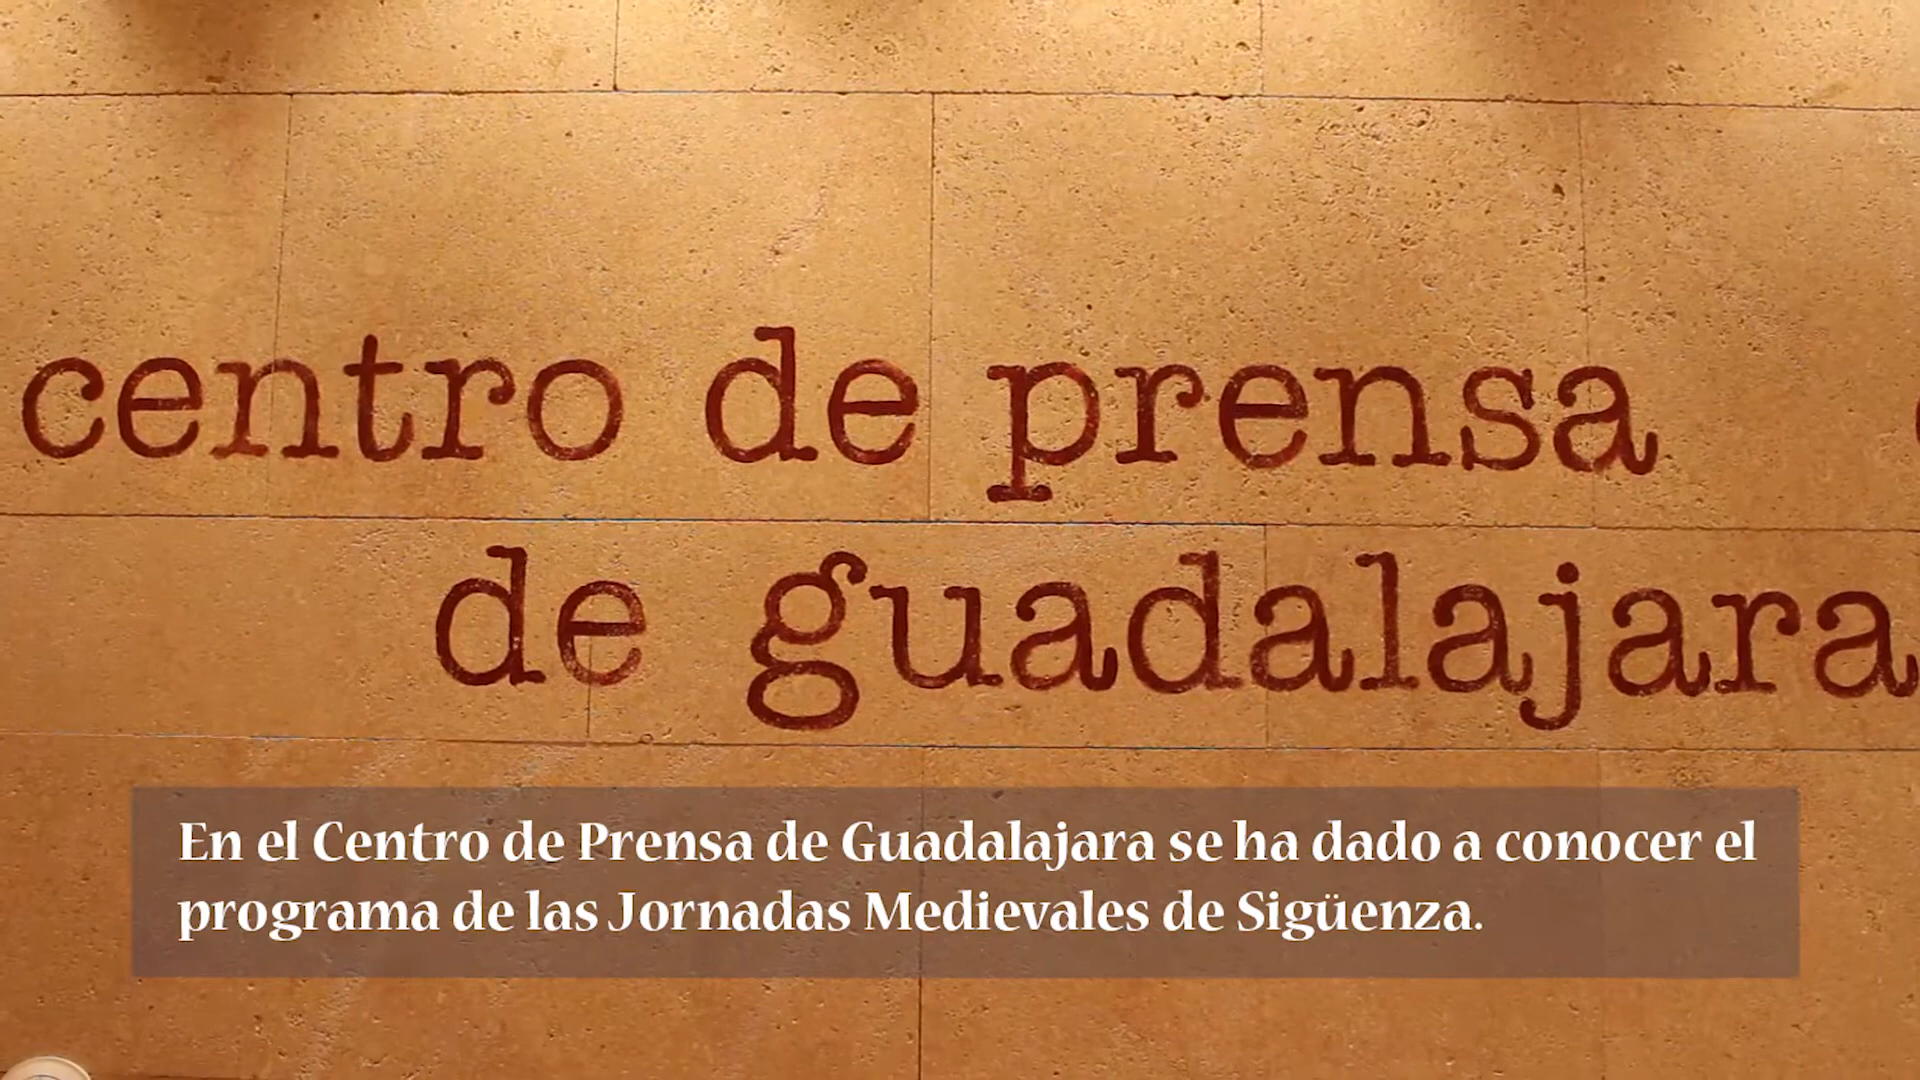 centro de prensa
de guadalajara
En el Centro de Prensa de Guadalajara se ha dado a conocer el
programa de las Jornadas Medievales de Sigüenza.